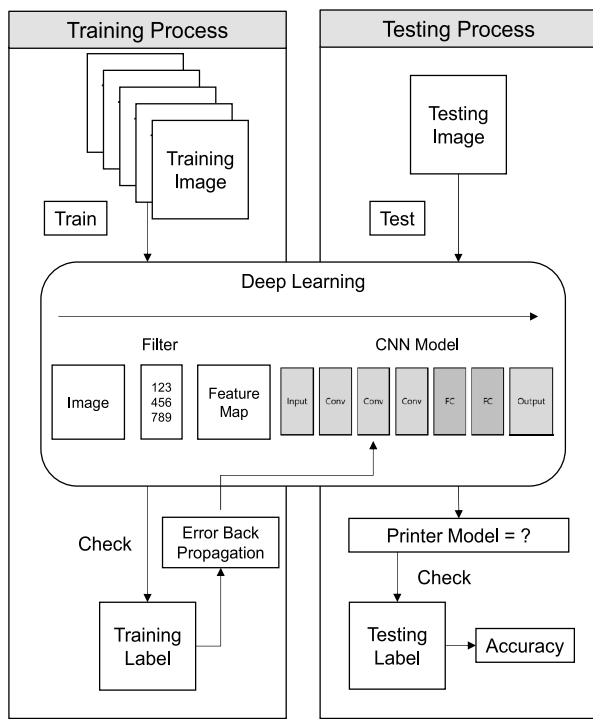 Training Process
Testing Process
Training
Image
Testing
Image
Train
Test
Deep Learning
Filter
CNN Model
Image
123
456
789
Feature
Map
Input
Conv
Conv
Conv
FC
FC
Output
Check
Error Back
Propagation
Printer Model = ?
Check
Training
Label
Testing
Label
Accuracy